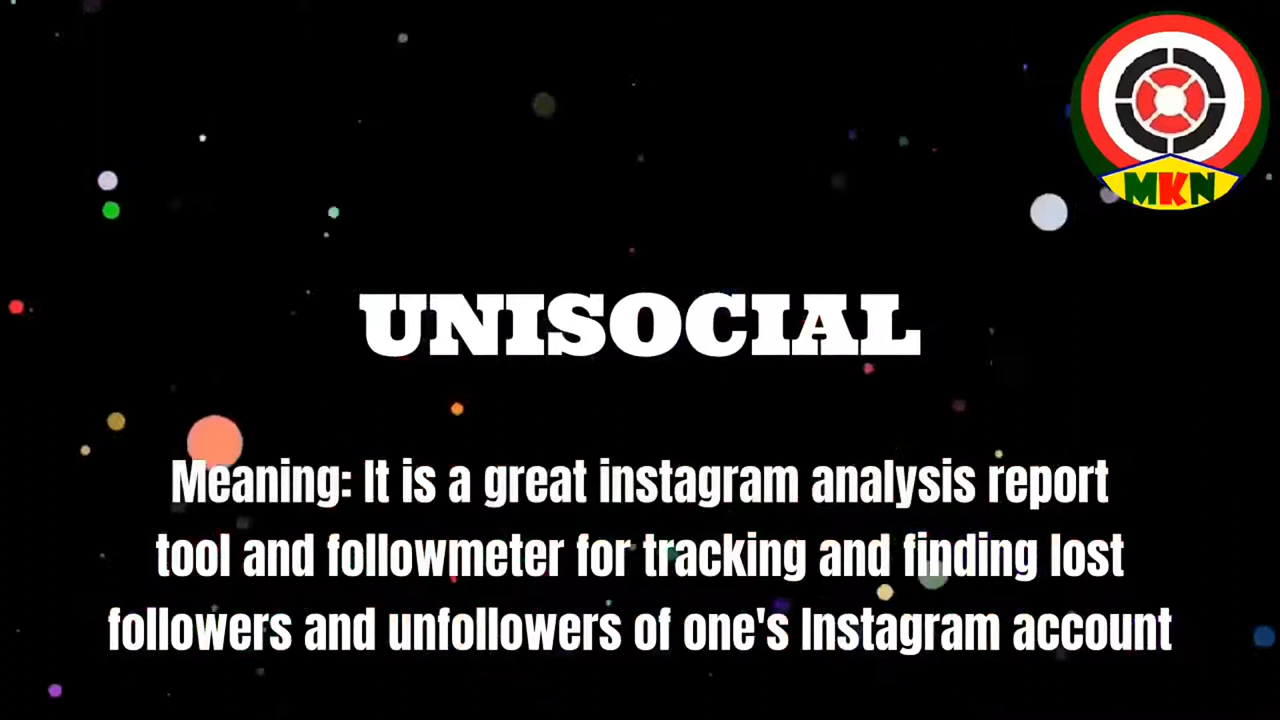 MKN
UNISOCIAL
Meaning: It is a great instagram analysis report
tool and followmeter for tracking and finding lost
followers and unfollowers of one's Instagram account